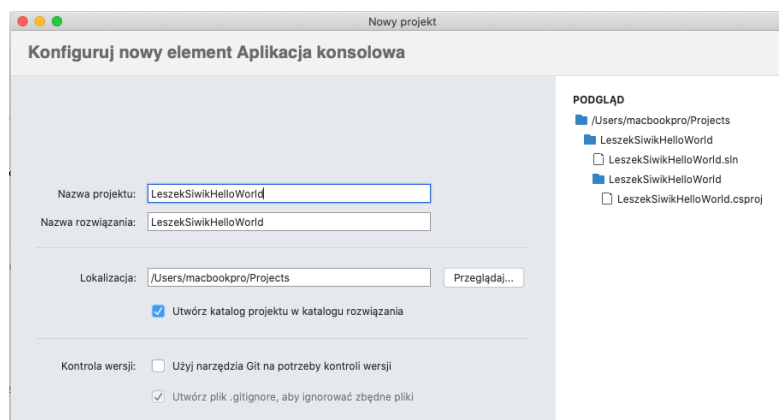 Nowy projekt
Konfiguruj nowy element Aplikacja konsolowa
Nazwa projektu: LeszekSiwikHelloWorld
Nazwa rozwiązania: LeszekSiwikHelloWorld
Lokalizacja: /Users/macbookpro/Projects Przeglądaj...
Utwórz katalog projektu w katalogu rozwiązania
Kontrola wersji: Użyj narzędzia Git na potrzeby kontroli wersji
Utwórz plik .gitignore, aby ignorować zbędne pliki
PODGLĄD
/Users/macbookpro/Projects
LeszekSiwikHelloWorld
LeszekSiwikHelloWorld.sln
LeszekSiwikHelloWorld
LeszekSiwikHelloWorld.csproj